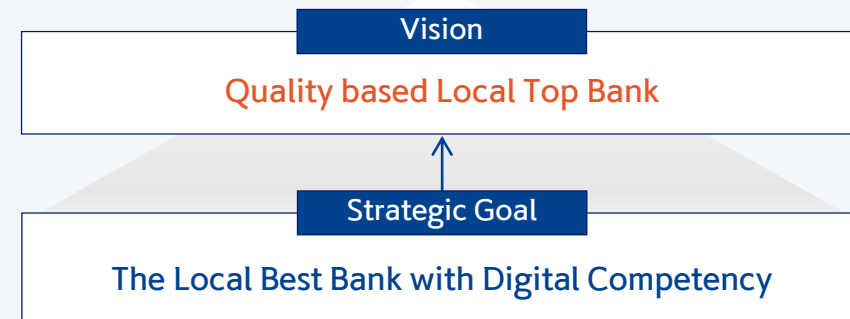 Vision
Quality based Local Top Bank
Strategic Goal
The Local Best Bank with Digital Competency